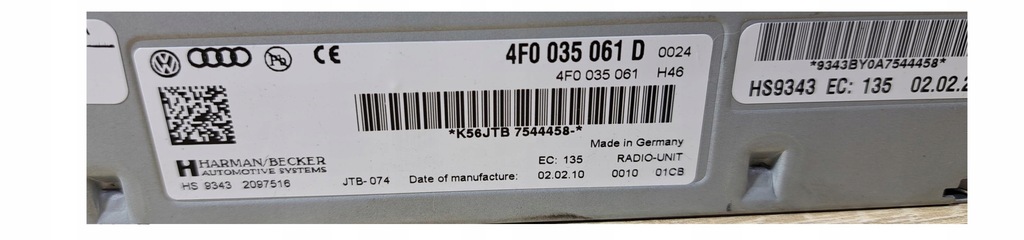 4F0 035 061 D 0024
4F0 035 061 H46
*K56JTB 7544458-*
Made in Germany
HARMAN/BECKER
AUTOMOTIVE SYSTEMS
EC: 135 RADIO-UNIT
HS 9343 2097516 JTB-074 Date of manufacture: 02.02.10 0010 01CB
*9343BY0A7544458*
HS9343 EC: 135 02.02.2